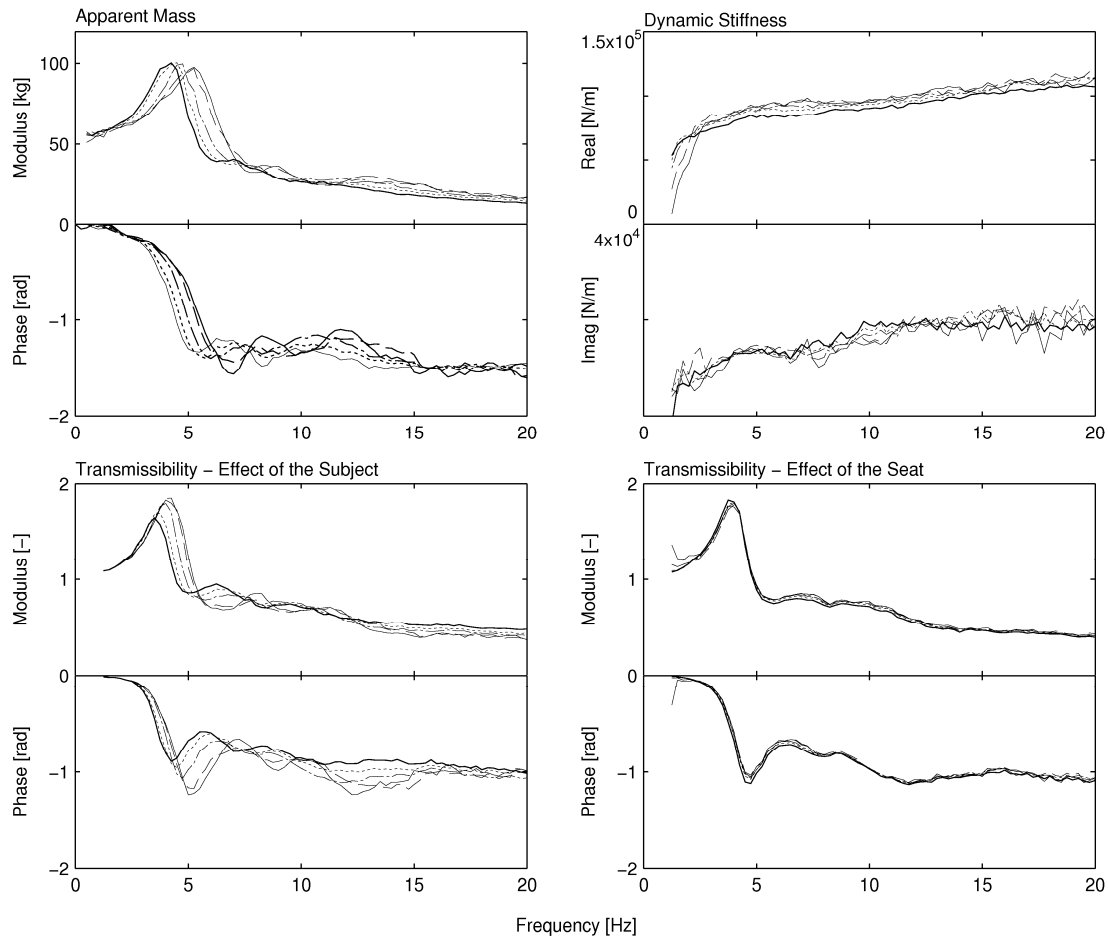 Apparent Mass
Modulus [kg]
100
50
0
Phase [rad]
−1
−2
0 5 10 15 20
Dynamic Stiffness
1.5x10^5
Real [N/m]
0
4x10^4
Imag [N/m]
0 5 10 15 20
Transmissibility − Effect of the Subject
2
Modulus [−]
1
0
Phase [rad]
−1
−2
0 5 10 15 20
Transmissibility − Effect of the Seat
2
Modulus [−]
1
0
Phase [rad]
−1
−2
0 5 10 15 20
Frequency [Hz]